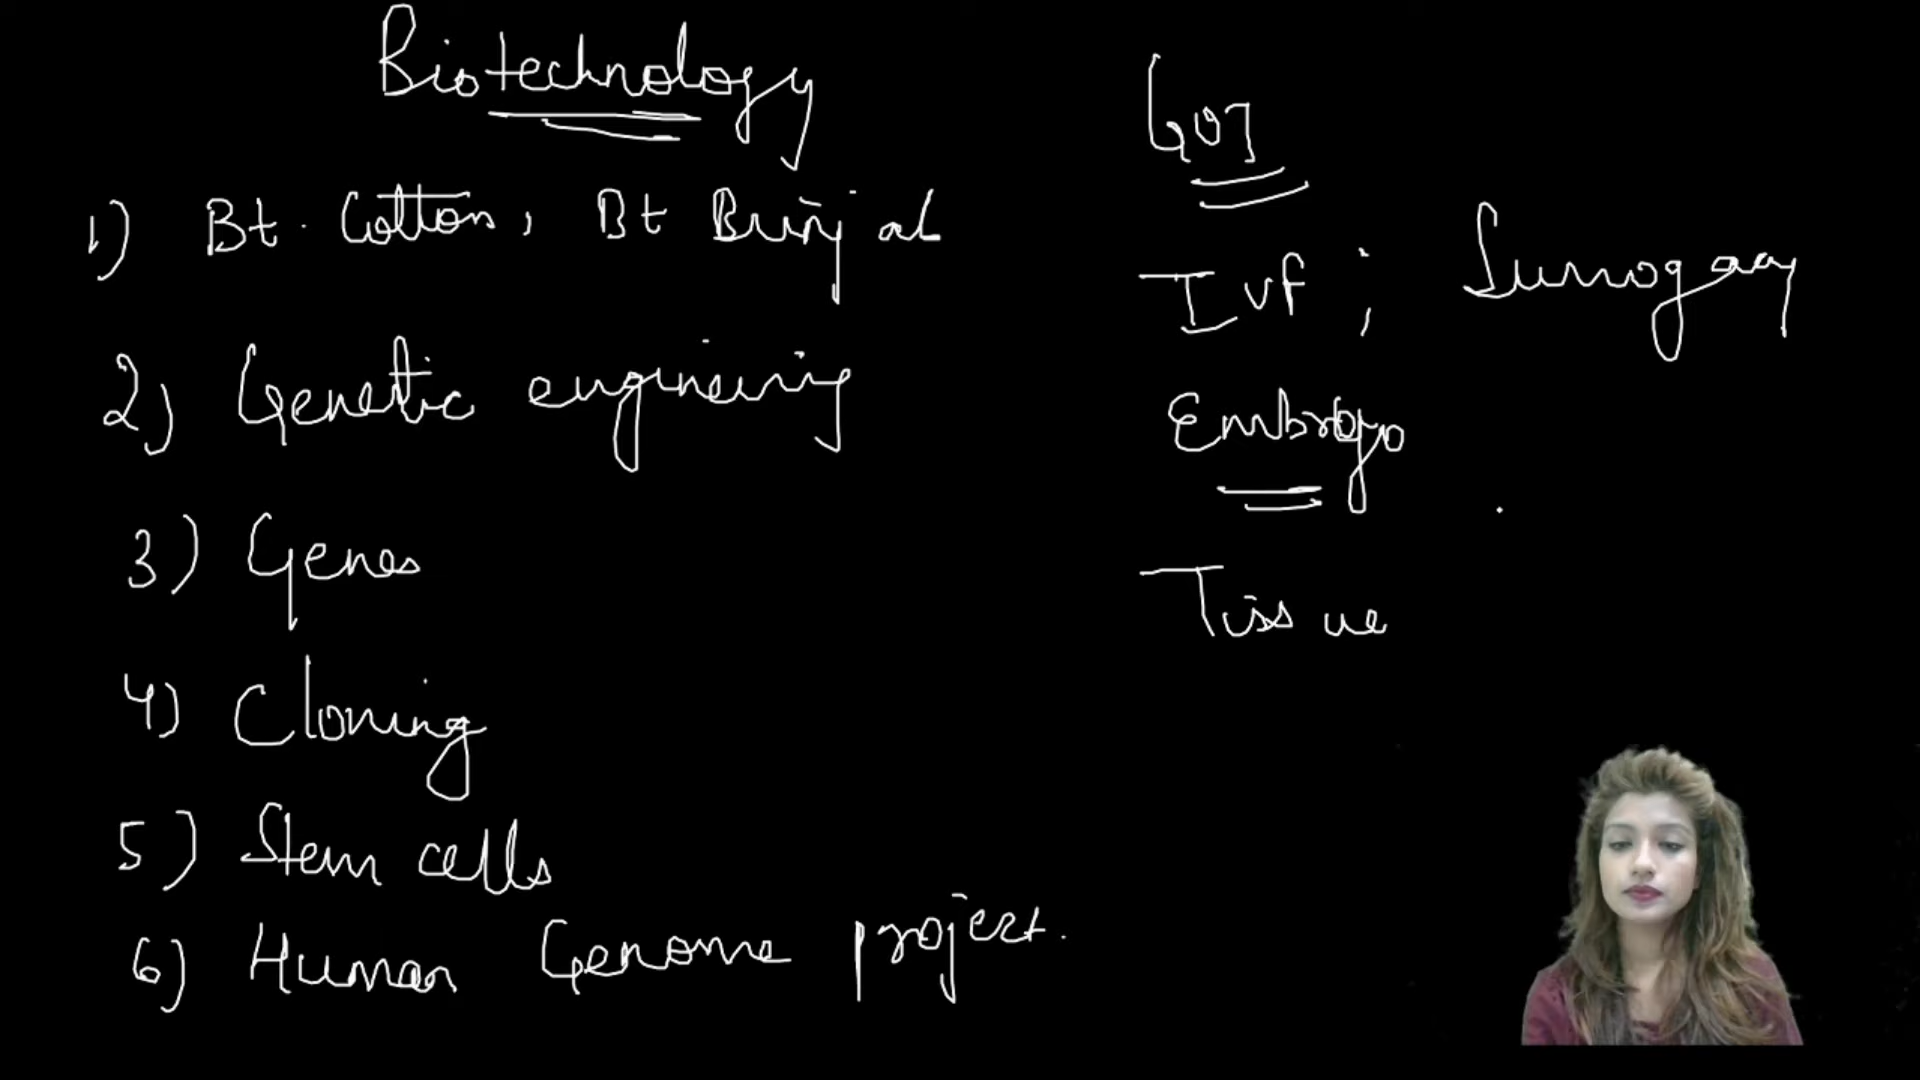 Biotechnology
1) Bt. Cotton, Bt Brinjal
2) Genetic engineering
3) Genes
4) Cloning
5) Stem cells
6) Human Genome project.
GOI
IVF ; Surrogacy
Embroyo
Tissue